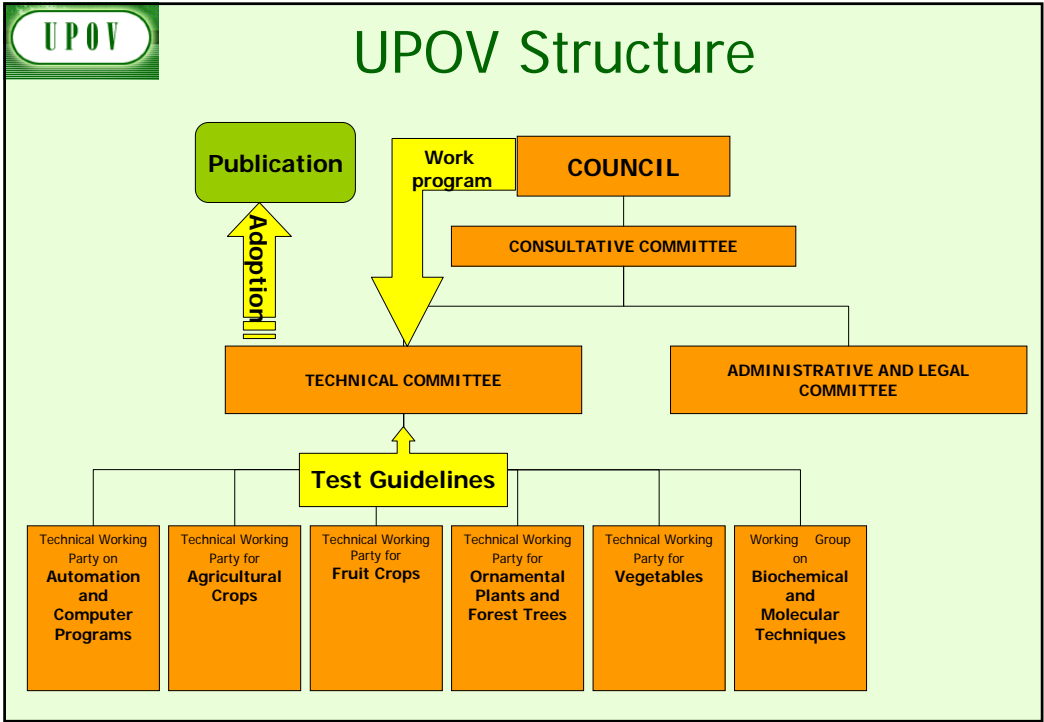 UPOV
UPOV Structure
Publication
Work
program
COUNCIL
Adoption
CONSULTATIVE COMMITTEE
TECHNICAL COMMITTEE
ADMINISTRATIVE AND LEGAL
COMMITTEE
Test Guidelines
Technical Working
Party on
Automation
and
Computer
Programs
Technical Working
Party for
Agricultural
Crops
Technical Working
Party for
Fruit Crops
Technical Working
Party for
Ornamental
Plants and
Forest Trees
Technical Working
Party for
Vegetables
Working Group
on
Biochemical
and
Molecular
Techniques